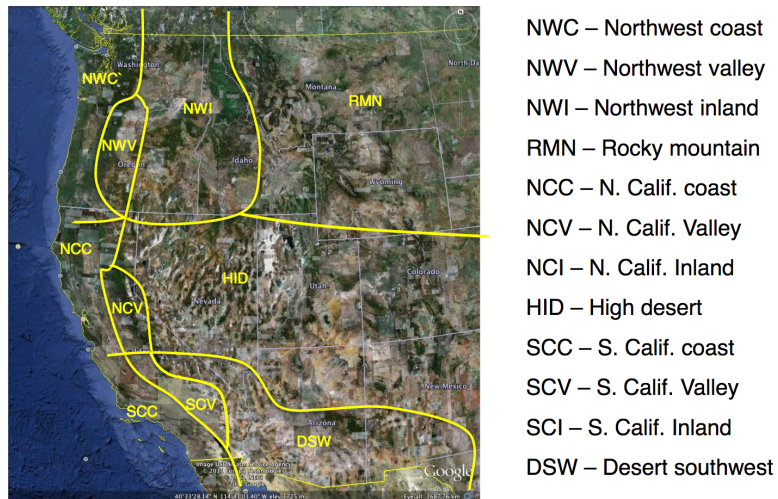 NWC
Washington
NWI
Montana
North Da
RMN
NWV
Oregon
Idaho
Wyoming
NCC
HID
NCV
Nevada
Utah
Colorado
SCC
SCV
New Mexico
Arizona
DSW
Google
NWC – Northwest coast
NWV – Northwest valley
NWI – Northwest inland
RMN – Rocky mountain
NCC – N. Calif. coast
NCV – N. Calif. Valley
NCI – N. Calif. Inland
HID – High desert
SCC – S. Calif. coast
SCV – S. Calif. Valley
SCI – S. Calif. Inland
DSW – Desert southwest